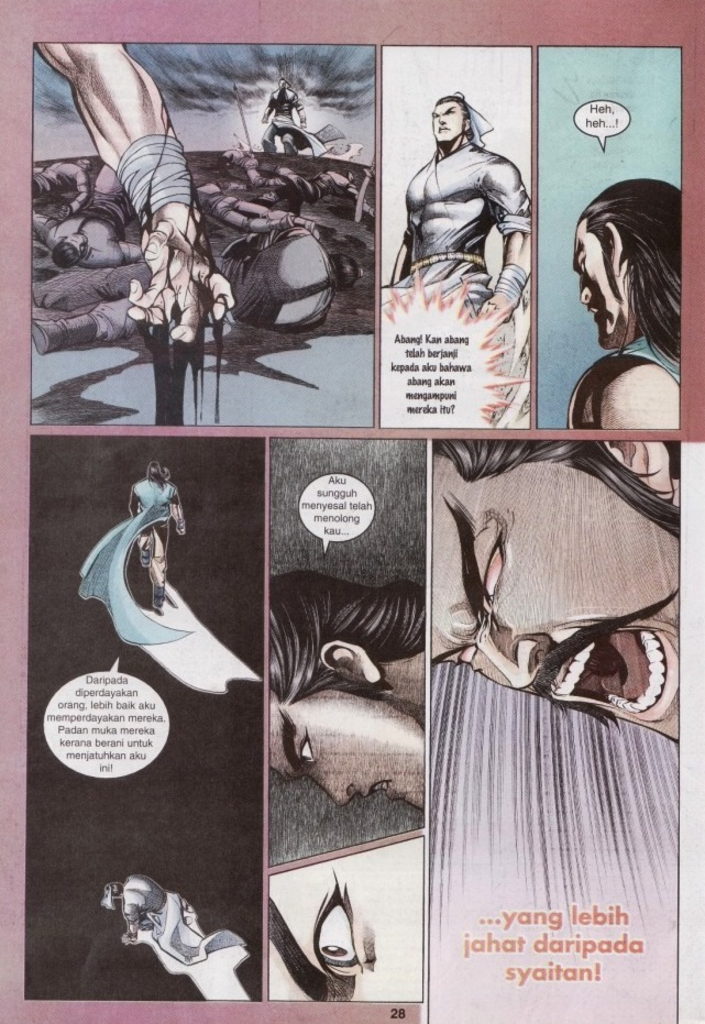 Abang! Kan abang
telah berjanji
kepada aku bahawa
abang akan
mengampuni
mereka itu?
Heh,
heh...!
Daripada
diperdayakan
orang, lebih baik aku
memperdayakan mereka.
Padan muka mereka
kerana berani untuk
menjatuhkan aku
ini!
Aku
sungguh
menyesal telah
menolong
kau...
...yang lebih
jahat daripada
syaitan!
28